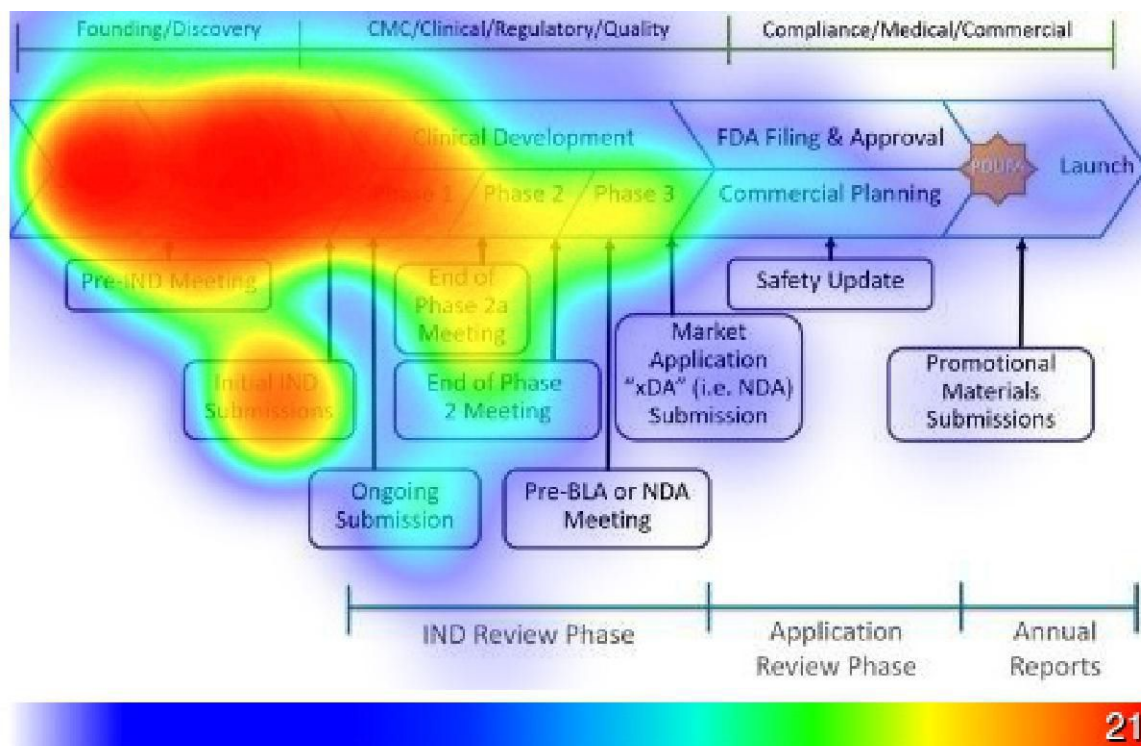 Founding/Discovery
CMC/Clinical/Regulatory/Quality
Compliance/Medical/Commercial
Clinical Development
FDA Filing & Approval
PDUFA
Launch
Phase 1
Phase 2
Phase 3
Commercial Planning
Pre-IND Meeting
End of
Phase 2a
Meeting
Safety Update
Initial IND
Submissions
End of Phase
2 Meeting
Market
Application
“xDA” (i.e. NDA)
Submission
Promotional
Materials
Submissions
Ongoing
Submission
Pre-BLA or NDA
Meeting
IND Review Phase
Application
Review Phase
Annual
Reports
21